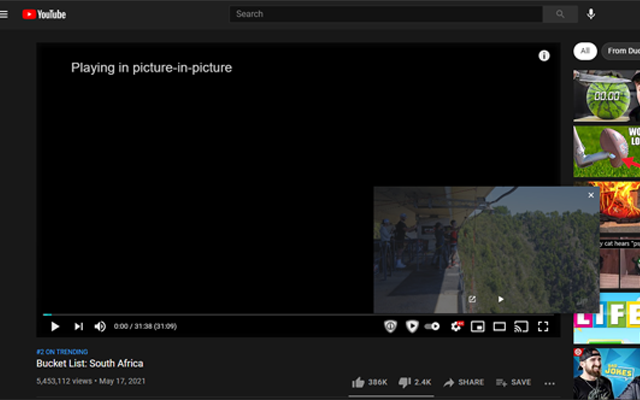 YouTube
Search
All
From Dud
Playing in picture-in-picture
00:00
WO
LO
y cat hears "pu
LIFE
0:00 / 31:38 (31:09)
#2 ON TRENDING
Bucket List: South Africa
5,453,112 views • May 17, 2021
386K
2.4K
SHARE
SAVE
DAD
JOKES